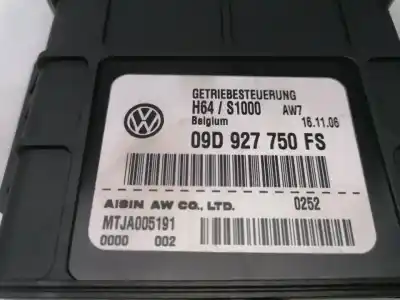 GETRIEBESTEUERUNG
H64 / S1000 AW7
Belgium 16.11.06
09D 927 750 FS
AISIN AW CO., LTD. 0252
MTJA005191
0000 002